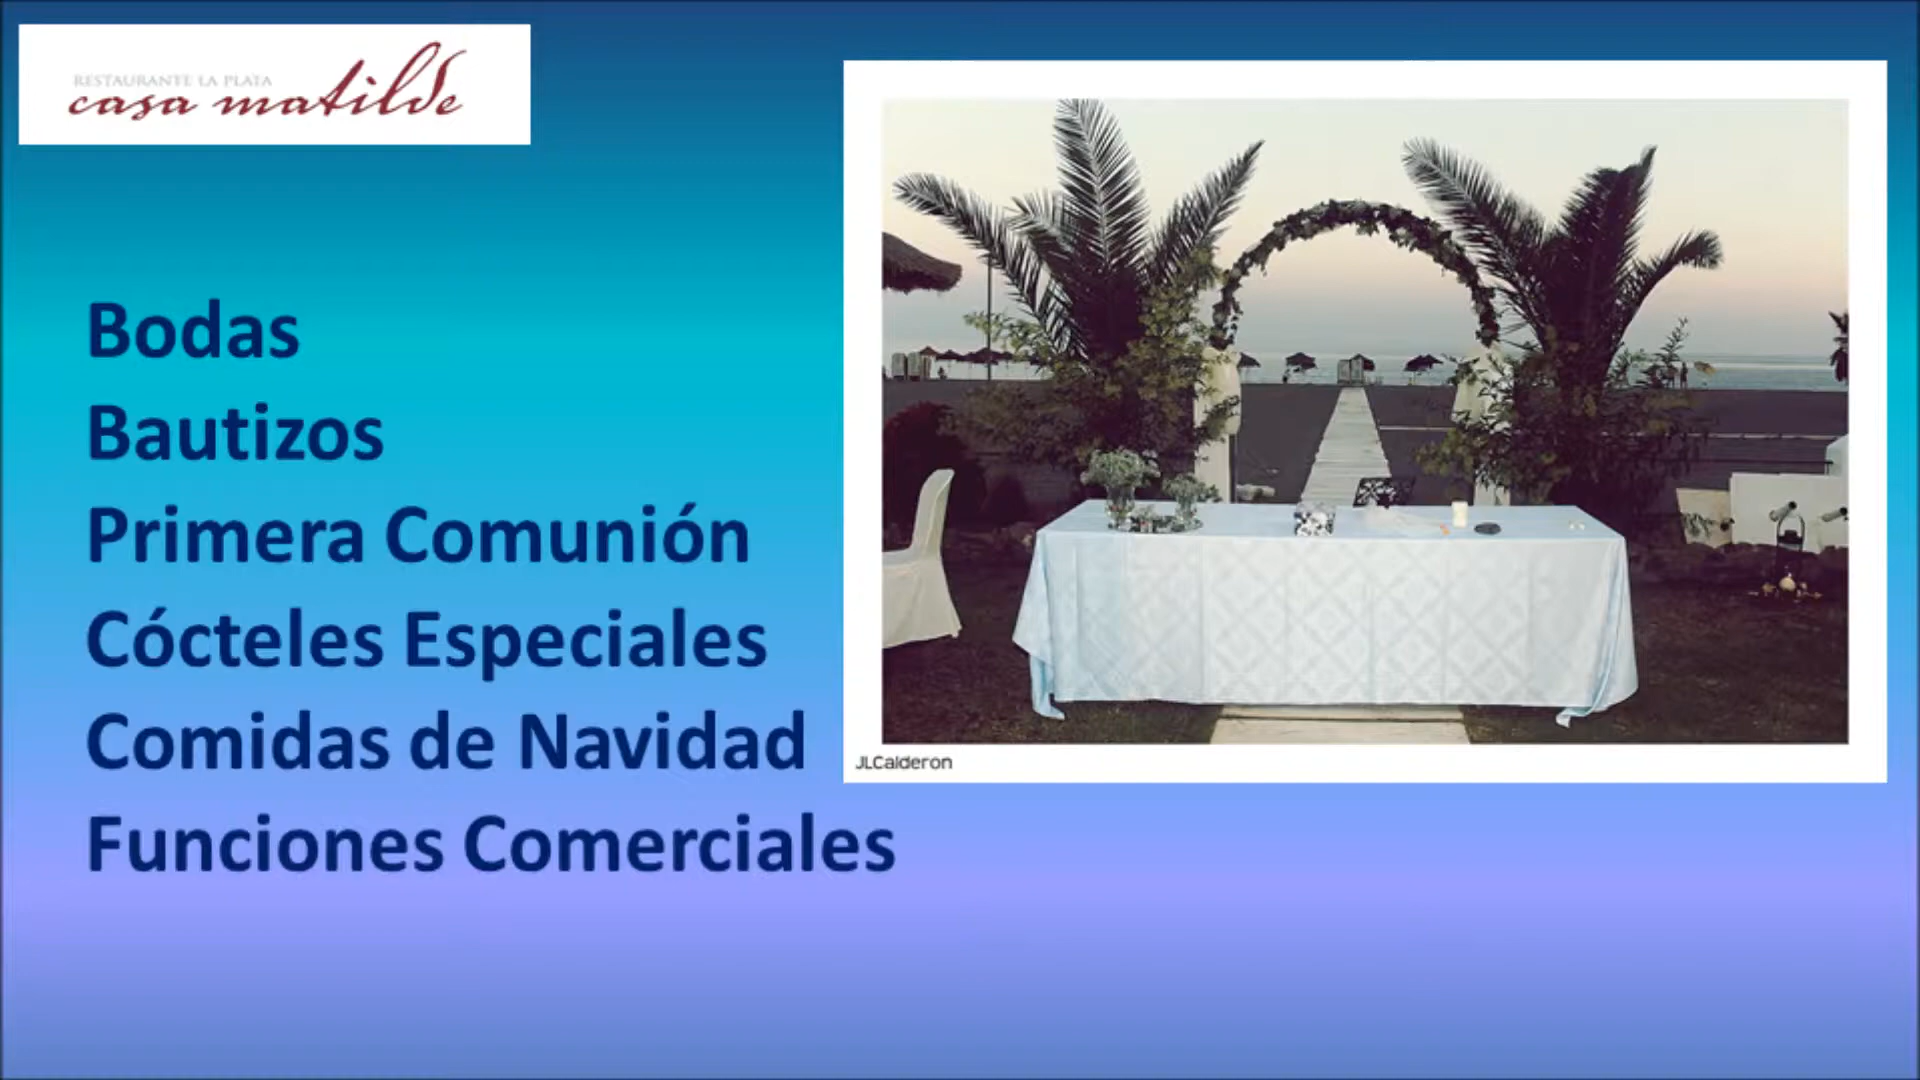 RESTAURANTE LA PLATA
casa matilde
Bodas
Bautizos
Primera Comunión
Cócteles Especiales
Comidas de Navidad
Funciones Comerciales
JLCalderon